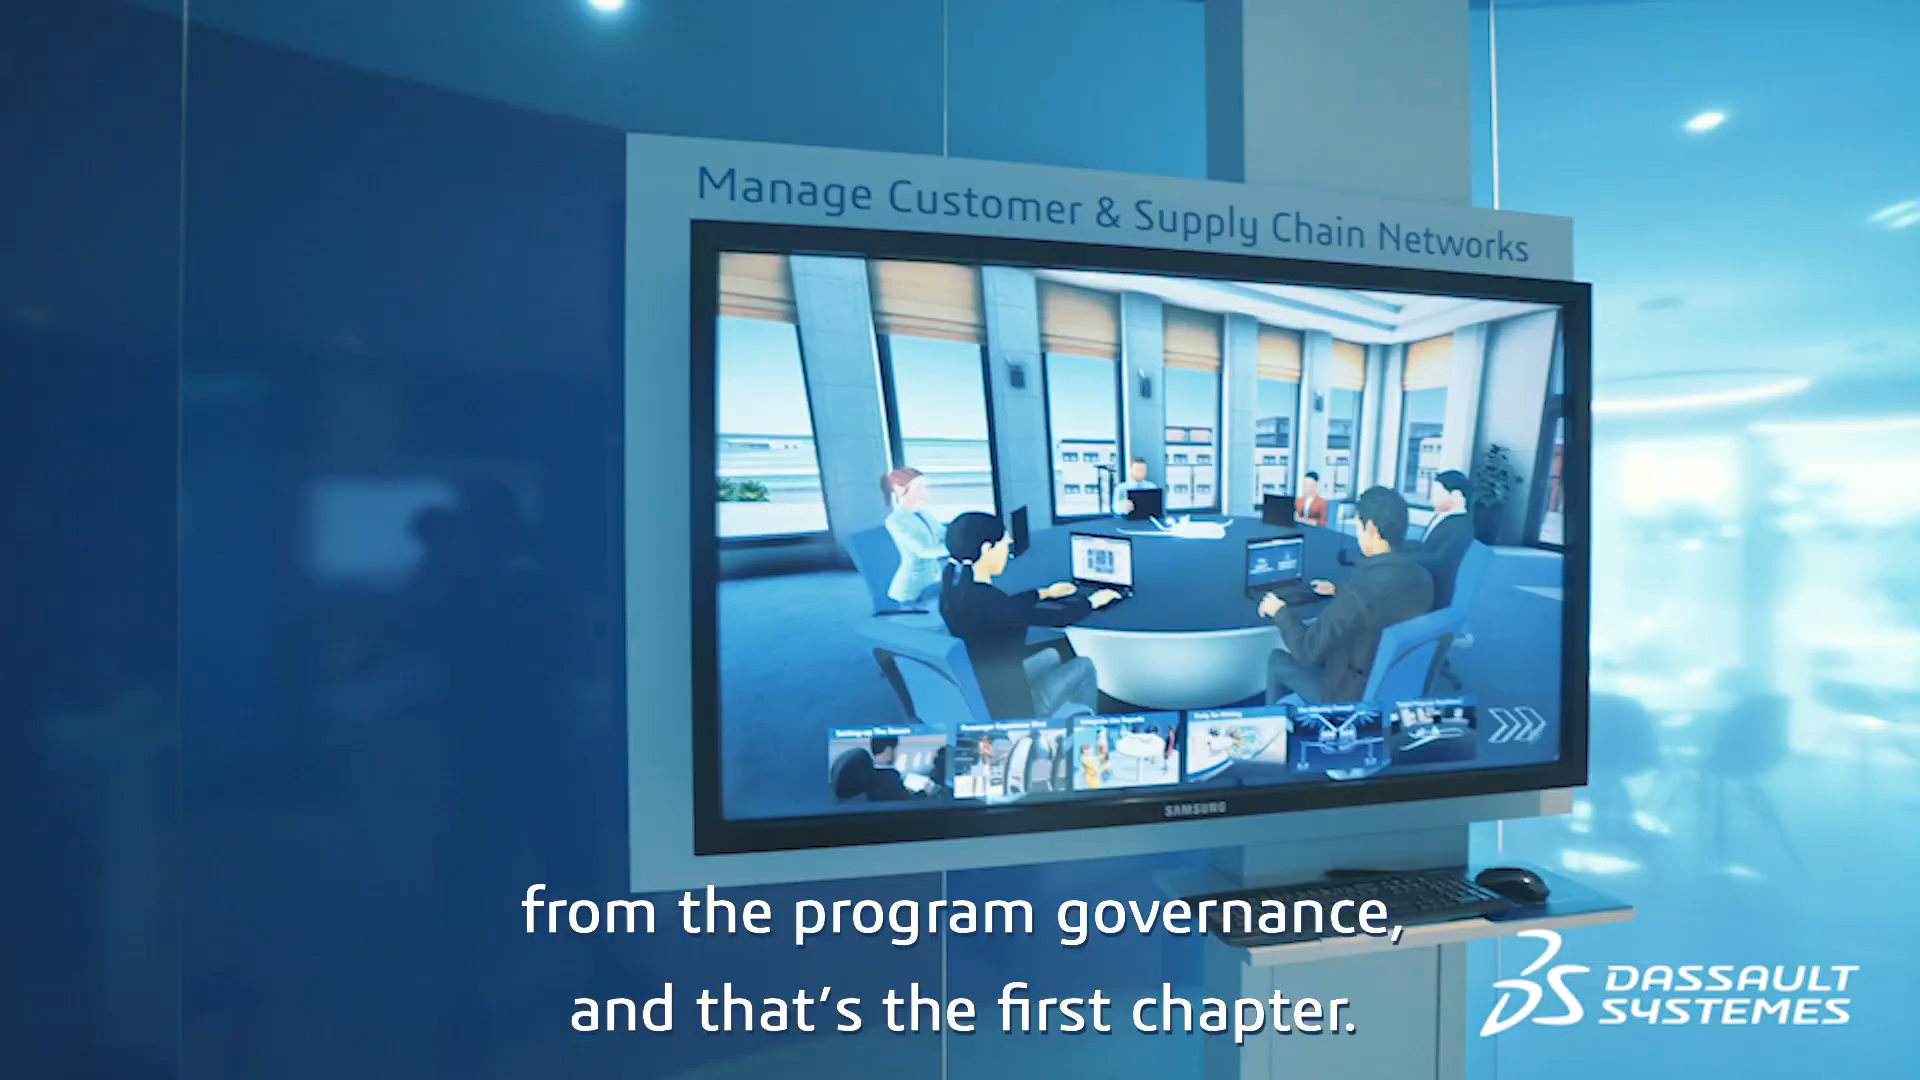 Manage Customer & Supply Chain Networks
SAMSUNG
from the program governance,
and that's the first chapter.
DASSAULT
SYSTEMES